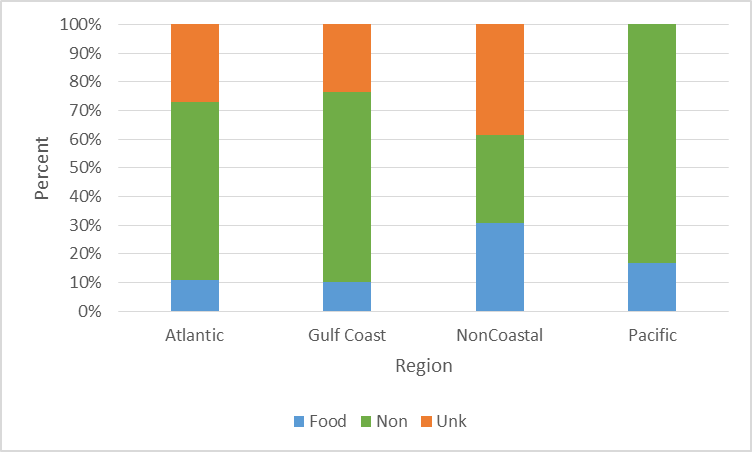 100%
90%
80%
70%
60%
50%
40%
30%
20%
10%
0%
Percent
Atlantic Gulf Coast NonCoastal Pacific
Region
Food Non Unk